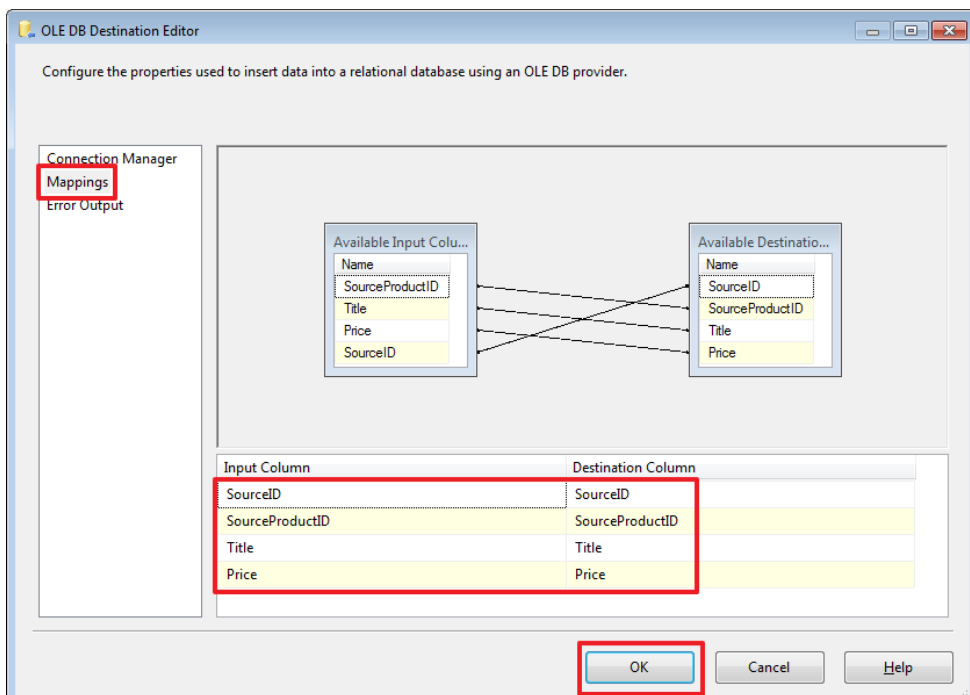 OLE DB Destination Editor
Configure the properties used to insert data into a relational database using an OLE DB provider.
Connection Manager
Mappings
Error Output
Available Input Colu...
Name
SourceProductID
Title
Price
SourceID
Available Destinatio...
Name
SourceID
SourceProductID
Title
Price
Input Column Destination Column
SourceID SourceID
SourceProductID SourceProductID
Title Title
Price Price
OK Cancel Help